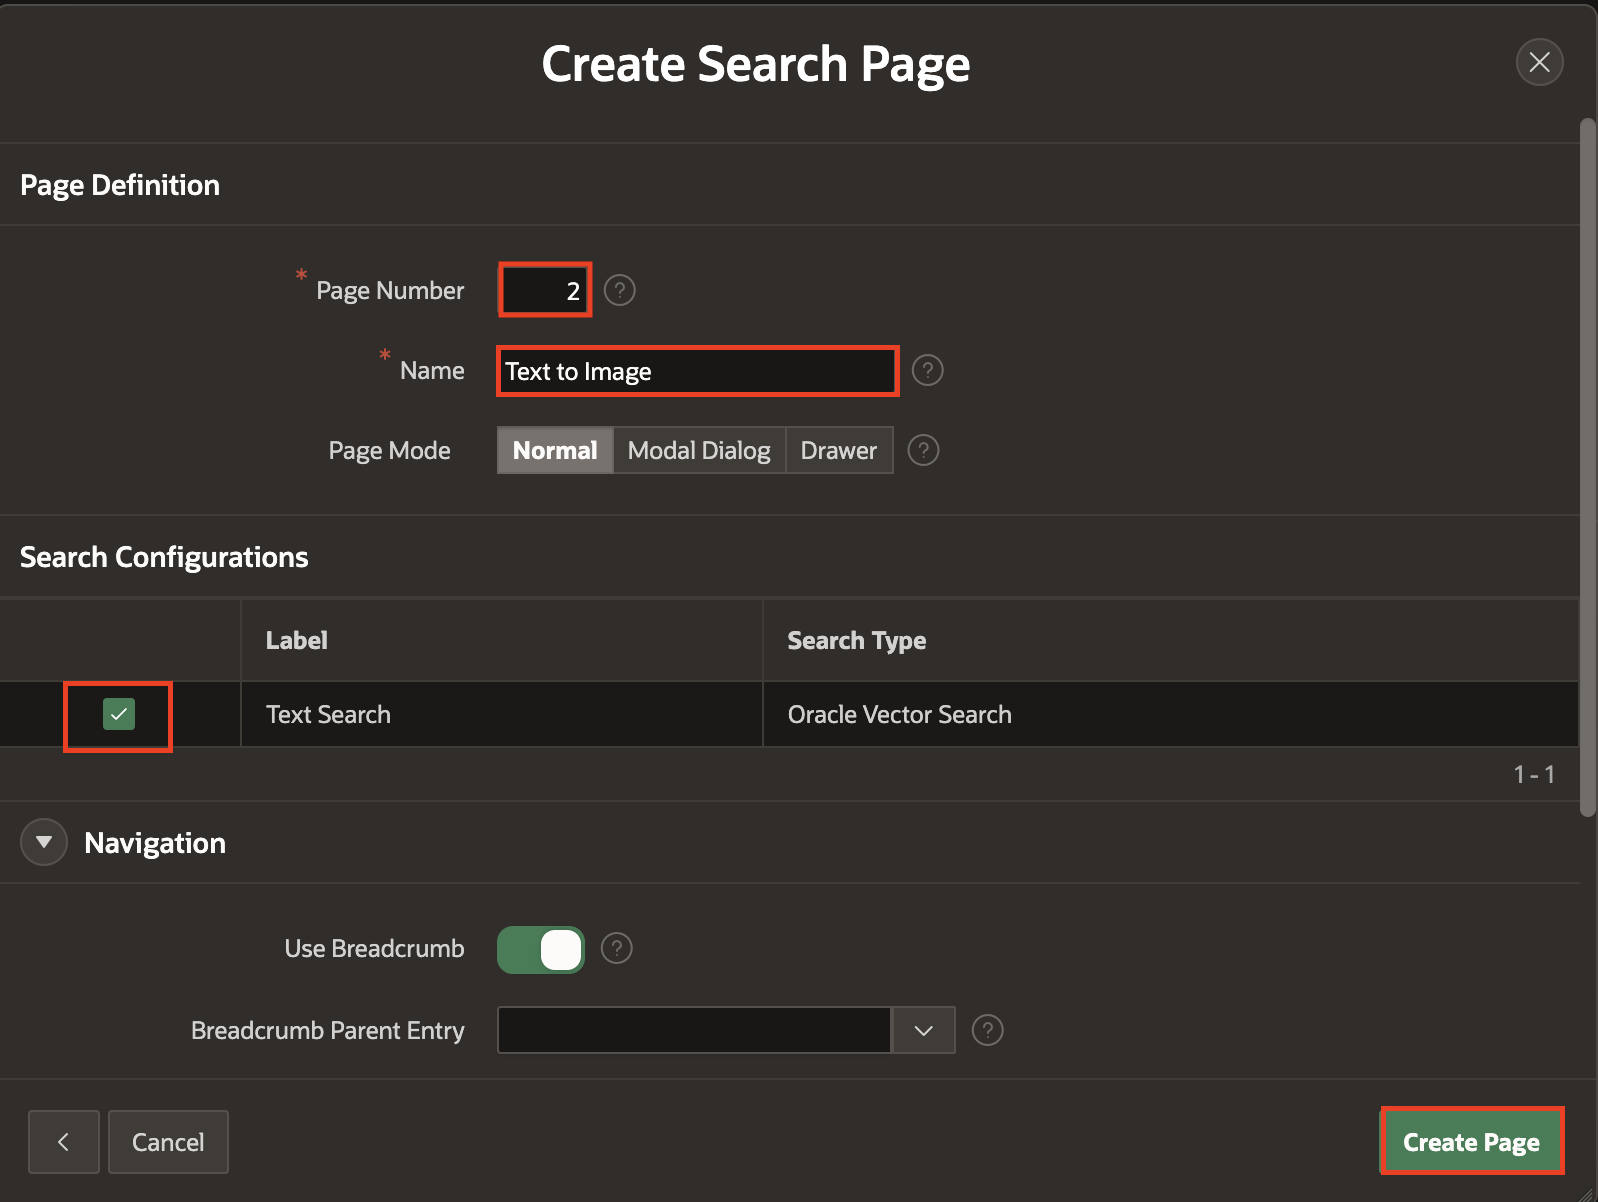 Create Search Page
Page Definition
* Page Number 2 ?
* Name Text to Image ?
Page Mode Normal Modal Dialog Drawer ?
Search Configurations
Label Search Type
Text Search Oracle Vector Search
1 - 1
Navigation
Use Breadcrumb ?
Breadcrumb Parent Entry ?
Cancel Create Page